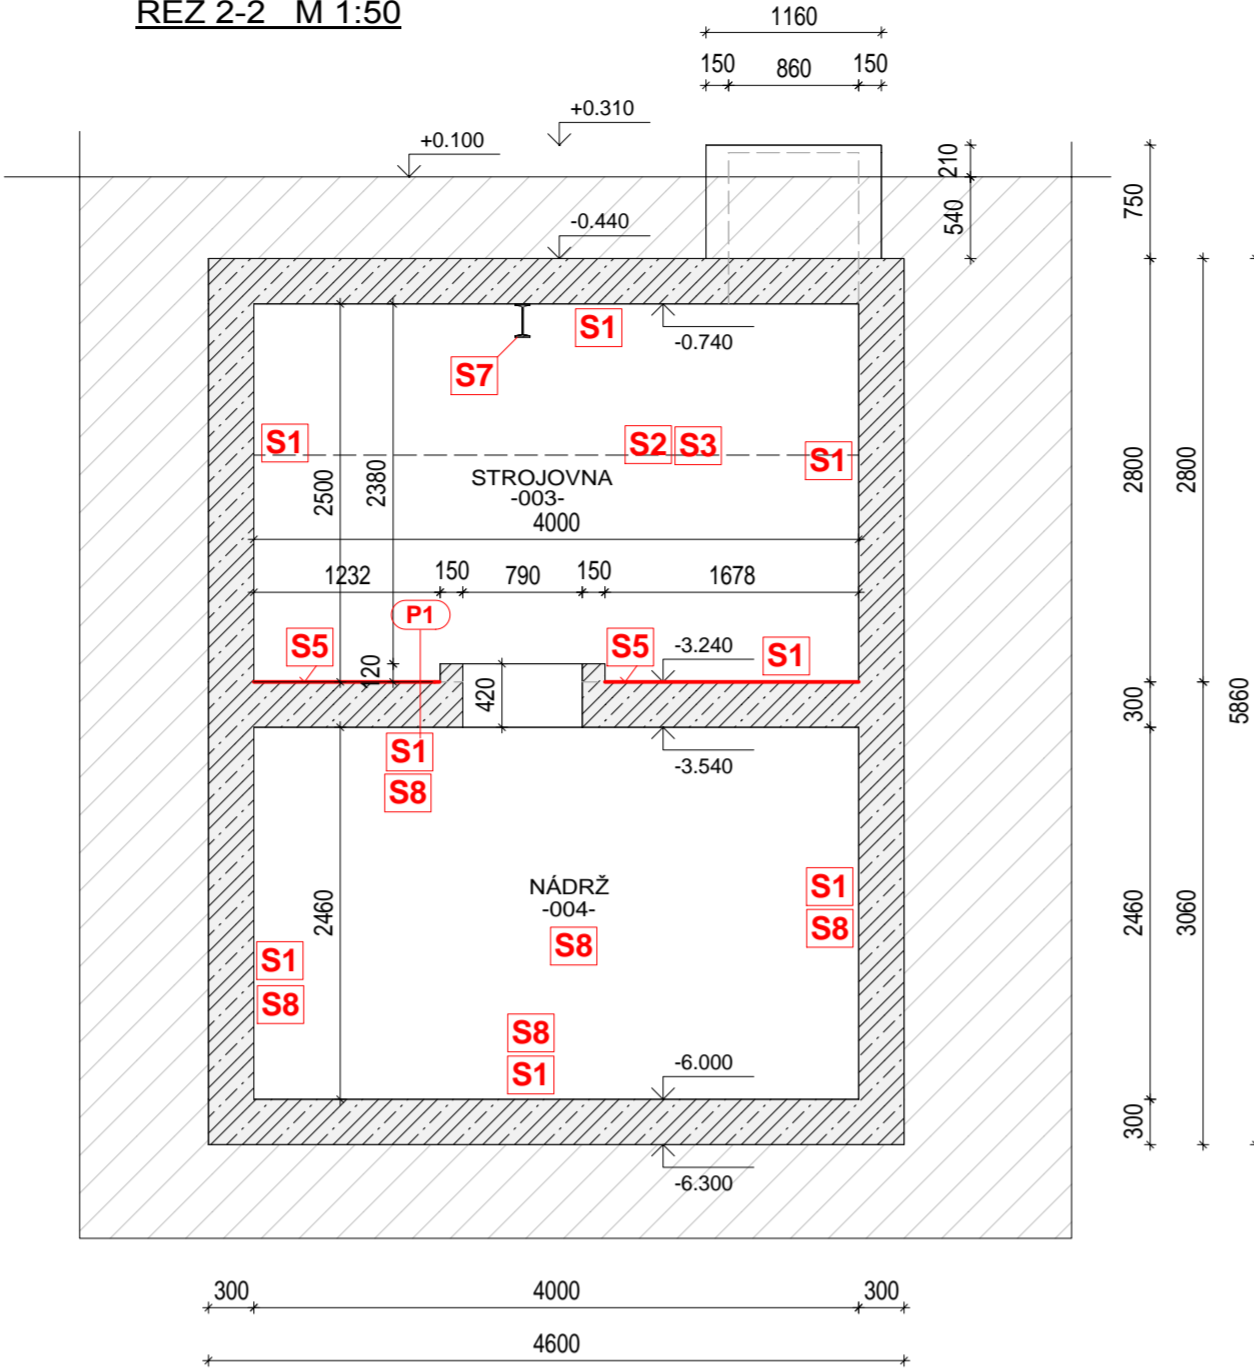 REZ 2-2 M 1:50
1160
150 860 150
+0.310
+0.100
210
750
540
-0.440
S1
-0.740
S7
S1
S2 S3
S1
STROJOVNA
-003-
2500
2380
4000
2800
2800
1232 150 790 150 1678
P1
S5
S5
-3.240
S1
120
420
300
5860
S1
-3.540
S8
NÁDRŽ
-004-
S1
S8
S8
2460
2460
3060
S1
S8
S8
S1
-6.000
300
-6.300
300 4000 300
4600